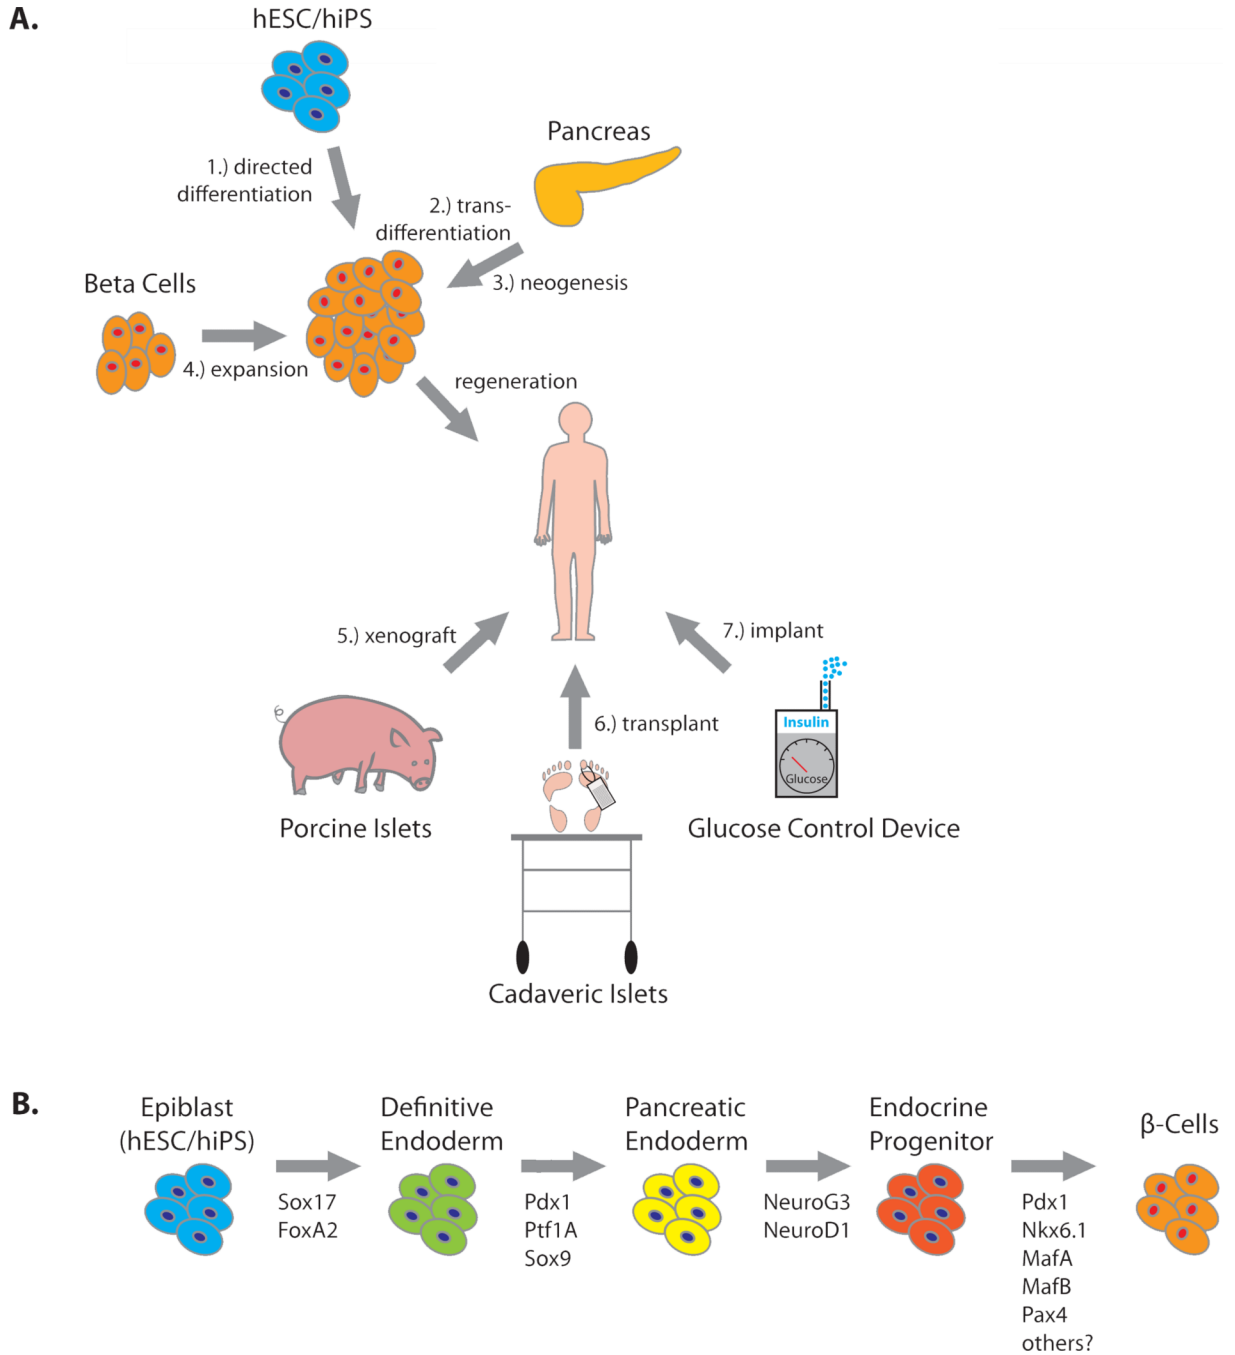 A.
hESC/hiPS
1.) directed
differentiation
Pancreas
2.) trans-
differentiation
3.) neogenesis
Beta Cells
4.) expansion
regeneration
5.) xenograft
7.) implant
6.) transplant
Insulin
Glucose
Porcine Islets
Glucose Control Device
Cadaveric Islets
B.
Epiblast
(hESC/hiPS)
Sox17
FoxA2
Definitive
Endoderm
Pdx1
Ptf1A
Sox9
Pancreatic
Endoderm
NeuroG3
NeuroD1
Endocrine
Progenitor
Pdx1
Nkx6.1
MafA
MafB
Pax4
others?
β-Cells